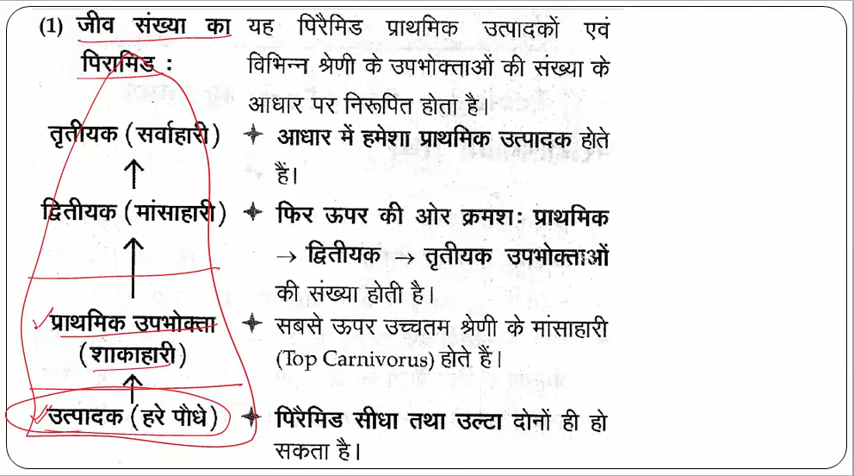 (1) जीव संख्या का पिरामिड :
तृतीयक (सर्वाहारी)
↑
द्वितीयक (मांसाहारी)
↑
प्राथमिक उपभोक्ता
(शाकाहारी)
↑
उत्पादक (हरे पौधे)
यह पिरैमिड प्राथमिक उत्पादकों एवं
विभिन्न श्रेणी के उपभोक्ताओं की संख्या के
आधार पर निरूपित होता है।
✦ आधार में हमेशा प्राथमिक उत्पादक होते
हैं।
✦ फिर ऊपर की ओर क्रमशः प्राथमिक
→ द्वितीयक → तृतीयक उपभोक्ताओं
की संख्या होती है।
✦ सबसे ऊपर उच्चतम श्रेणी के मांसाहारी
(Top Carnivorus) होते हैं।
✦ पिरैमिड सीधा तथा उल्टा दोनों ही हो
सकता है।